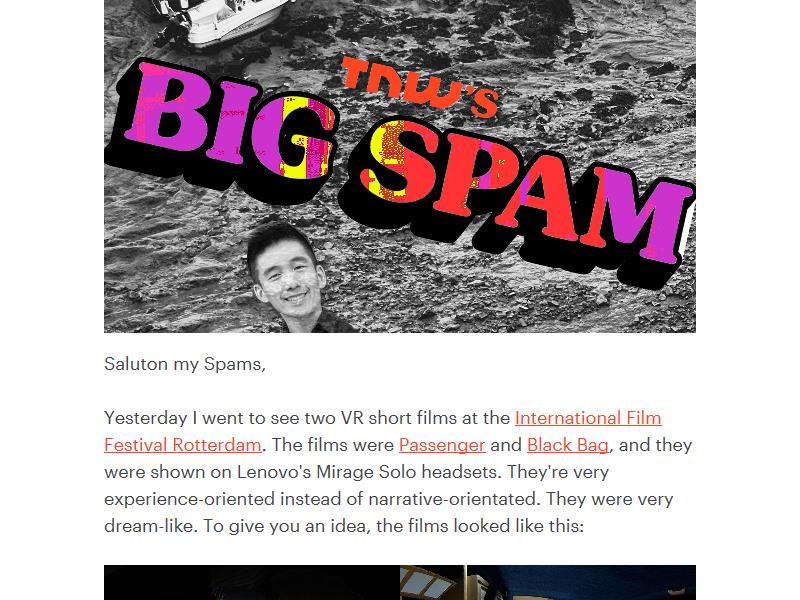 TNW's
BIG SPAM
Saluton my Spams,
Yesterday I went to see two VR short films at the International Film
Festival Rotterdam. The films were Passenger and Black Bag, and they
were shown on Lenovo's Mirage Solo headsets. They're very
experience-oriented instead of narrative-orientated. They were very
dream-like. To give you an idea, the films looked like this: